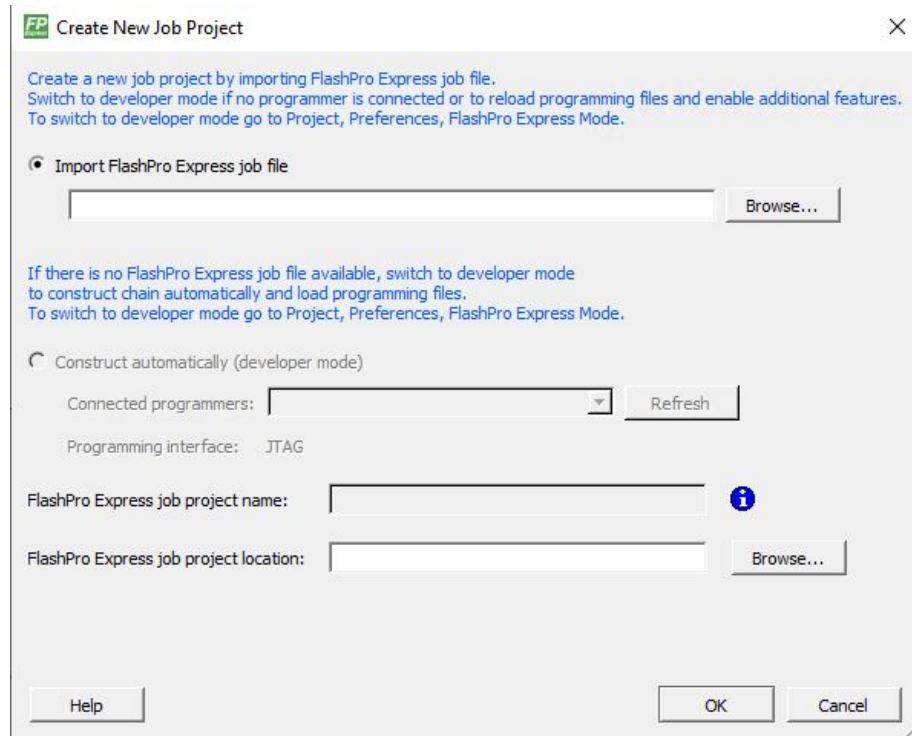 FP
Express
Create New Job Project
Create a new job project by importing FlashPro Express job file.
Switch to developer mode if no programmer is connected or to reload programming files and enable additional features.
To switch to developer mode go to Project, Preferences, FlashPro Express Mode.
Import FlashPro Express job file
Browse...
If there is no FlashPro Express job file available, switch to developer mode
to construct chain automatically and load programming files.
To switch to developer mode go to Project, Preferences, FlashPro Express Mode.
Construct automatically (developer mode)
Connected programmers: Refresh
Programming interface: JTAG
FlashPro Express job project name:
FlashPro Express job project location: Browse...
Help OK Cancel